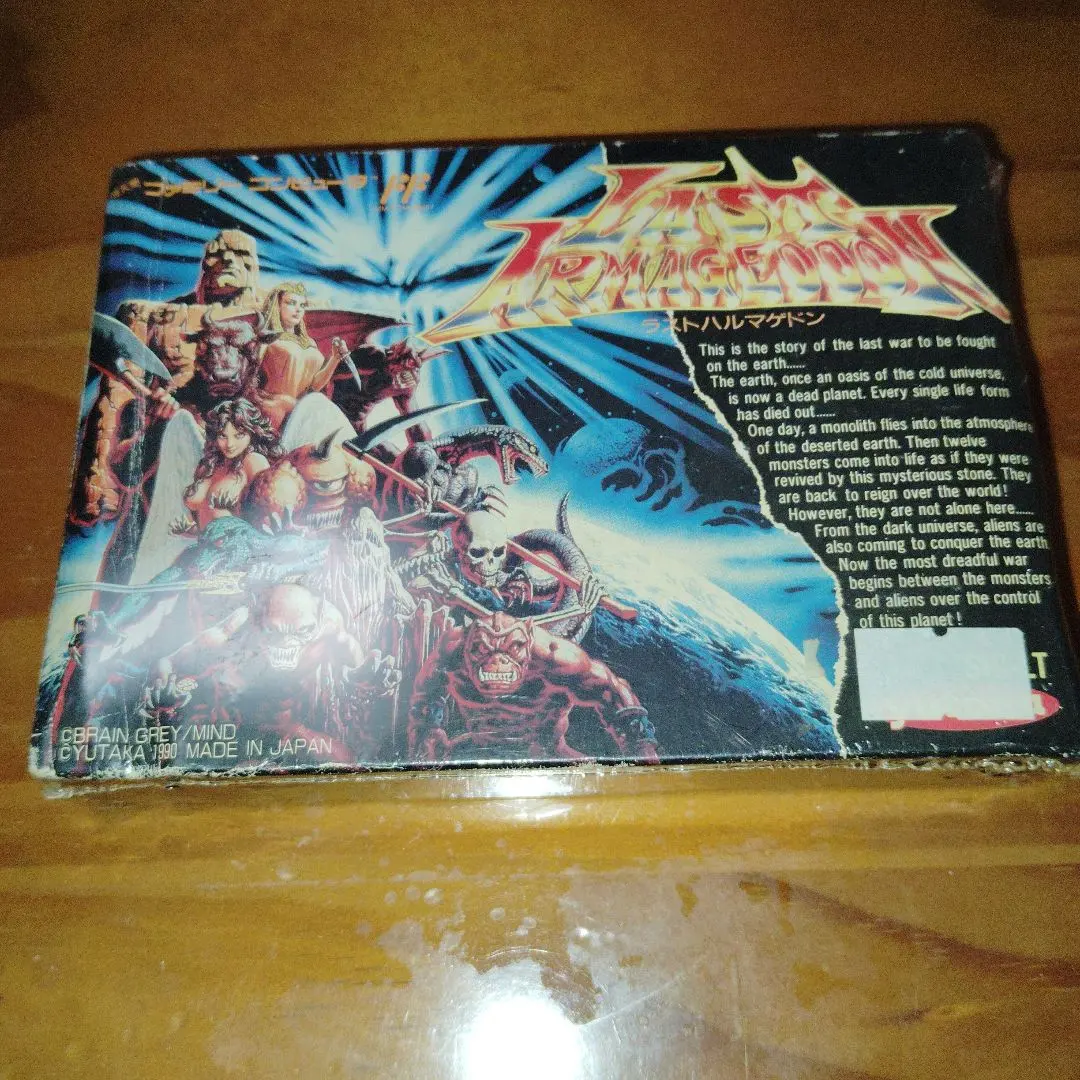 ファミリーコンピュータ
FF
LAST
ARMAGEDDON
ラストハルマゲドン
This is the story of the last war to be fought
on the earth......
The earth, once an oasis of the cold universe,
is now a dead planet. Every single life form
has died out......
One day, a monolith flies into the atmosphere
of the deserted earth. Then twelve
monsters come into life as if they were
revived by this mysterious stone. They
are back to reign over the world!
However, they are not alone here......
From the dark universe, aliens are
also coming to conquer the earth
Now the most dreadful war
begins between the monsters
and aliens over the control
of this planet!
LT
©BRAIN GREY/MIND
©YUTAKA 1990 MADE IN JAPAN